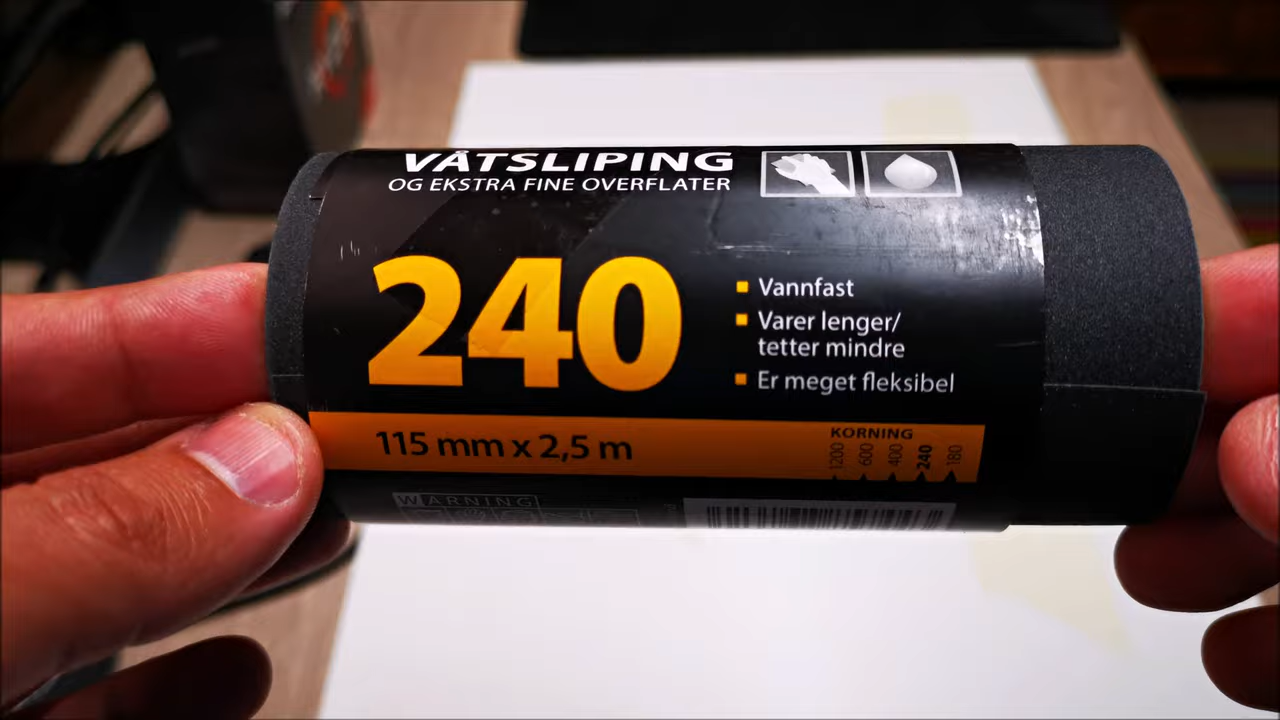 VÅTSLIPING
OG EKSTRA FINE OVERFLATER
240
Vannfast
Varer lenger/
tetter mindre
Er meget fleksibel
115 mm x 2,5 m
KORNING
1200 600 400 240 180
WARNING